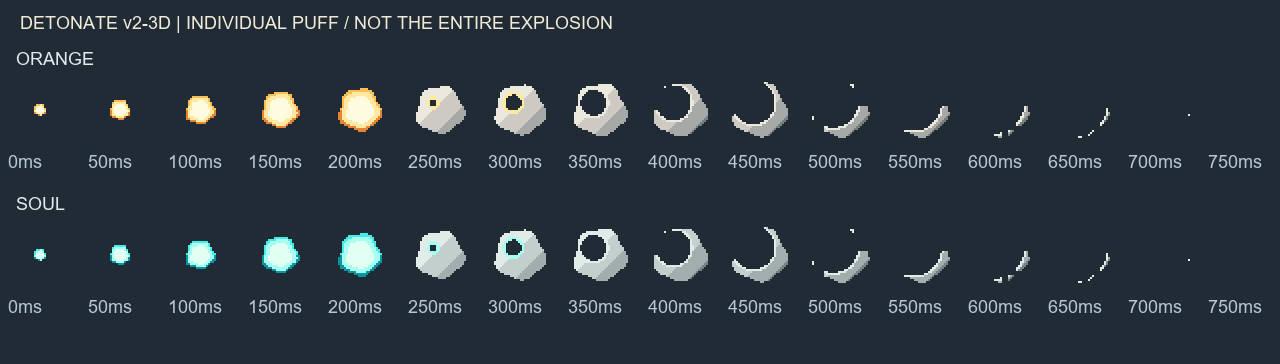 DETONATE v2-3D | INDIVIDUAL PUFF / NOT THE ENTIRE EXPLOSION
ORANGE
0ms 50ms 100ms 150ms 200ms 250ms 300ms 350ms 400ms 450ms 500ms 550ms 600ms 650ms 700ms 750ms
SOUL
0ms 50ms 100ms 150ms 200ms 250ms 300ms 350ms 400ms 450ms 500ms 550ms 600ms 650ms 700ms 750ms